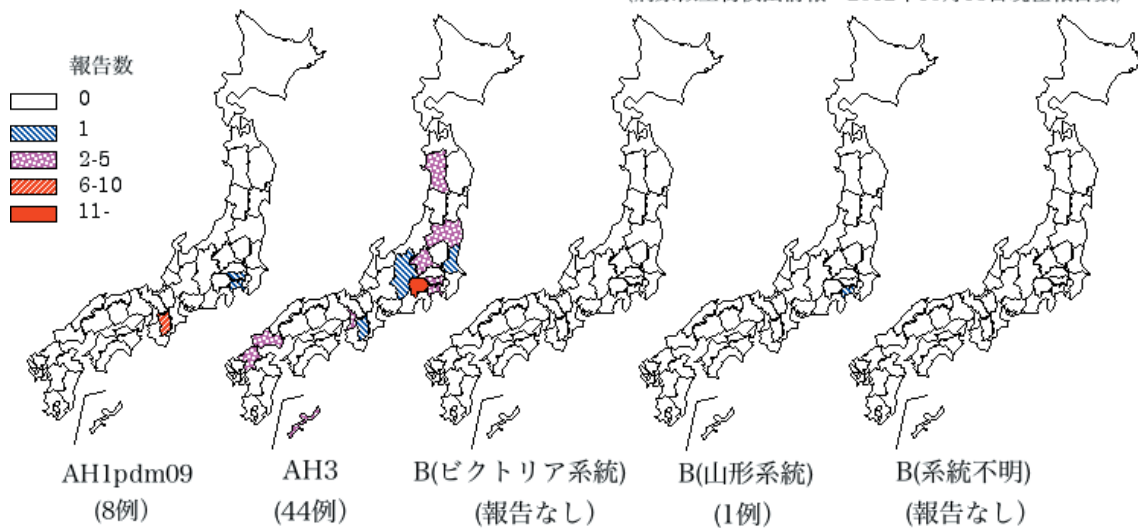 報告数
0
1
2-5
6-10
11-
AH1pdm09
(8例)
AH3
(44例)
B(ビクトリア系統)
(報告なし)
B(山形系統)
(1例)
B(系統不明)
(報告なし)